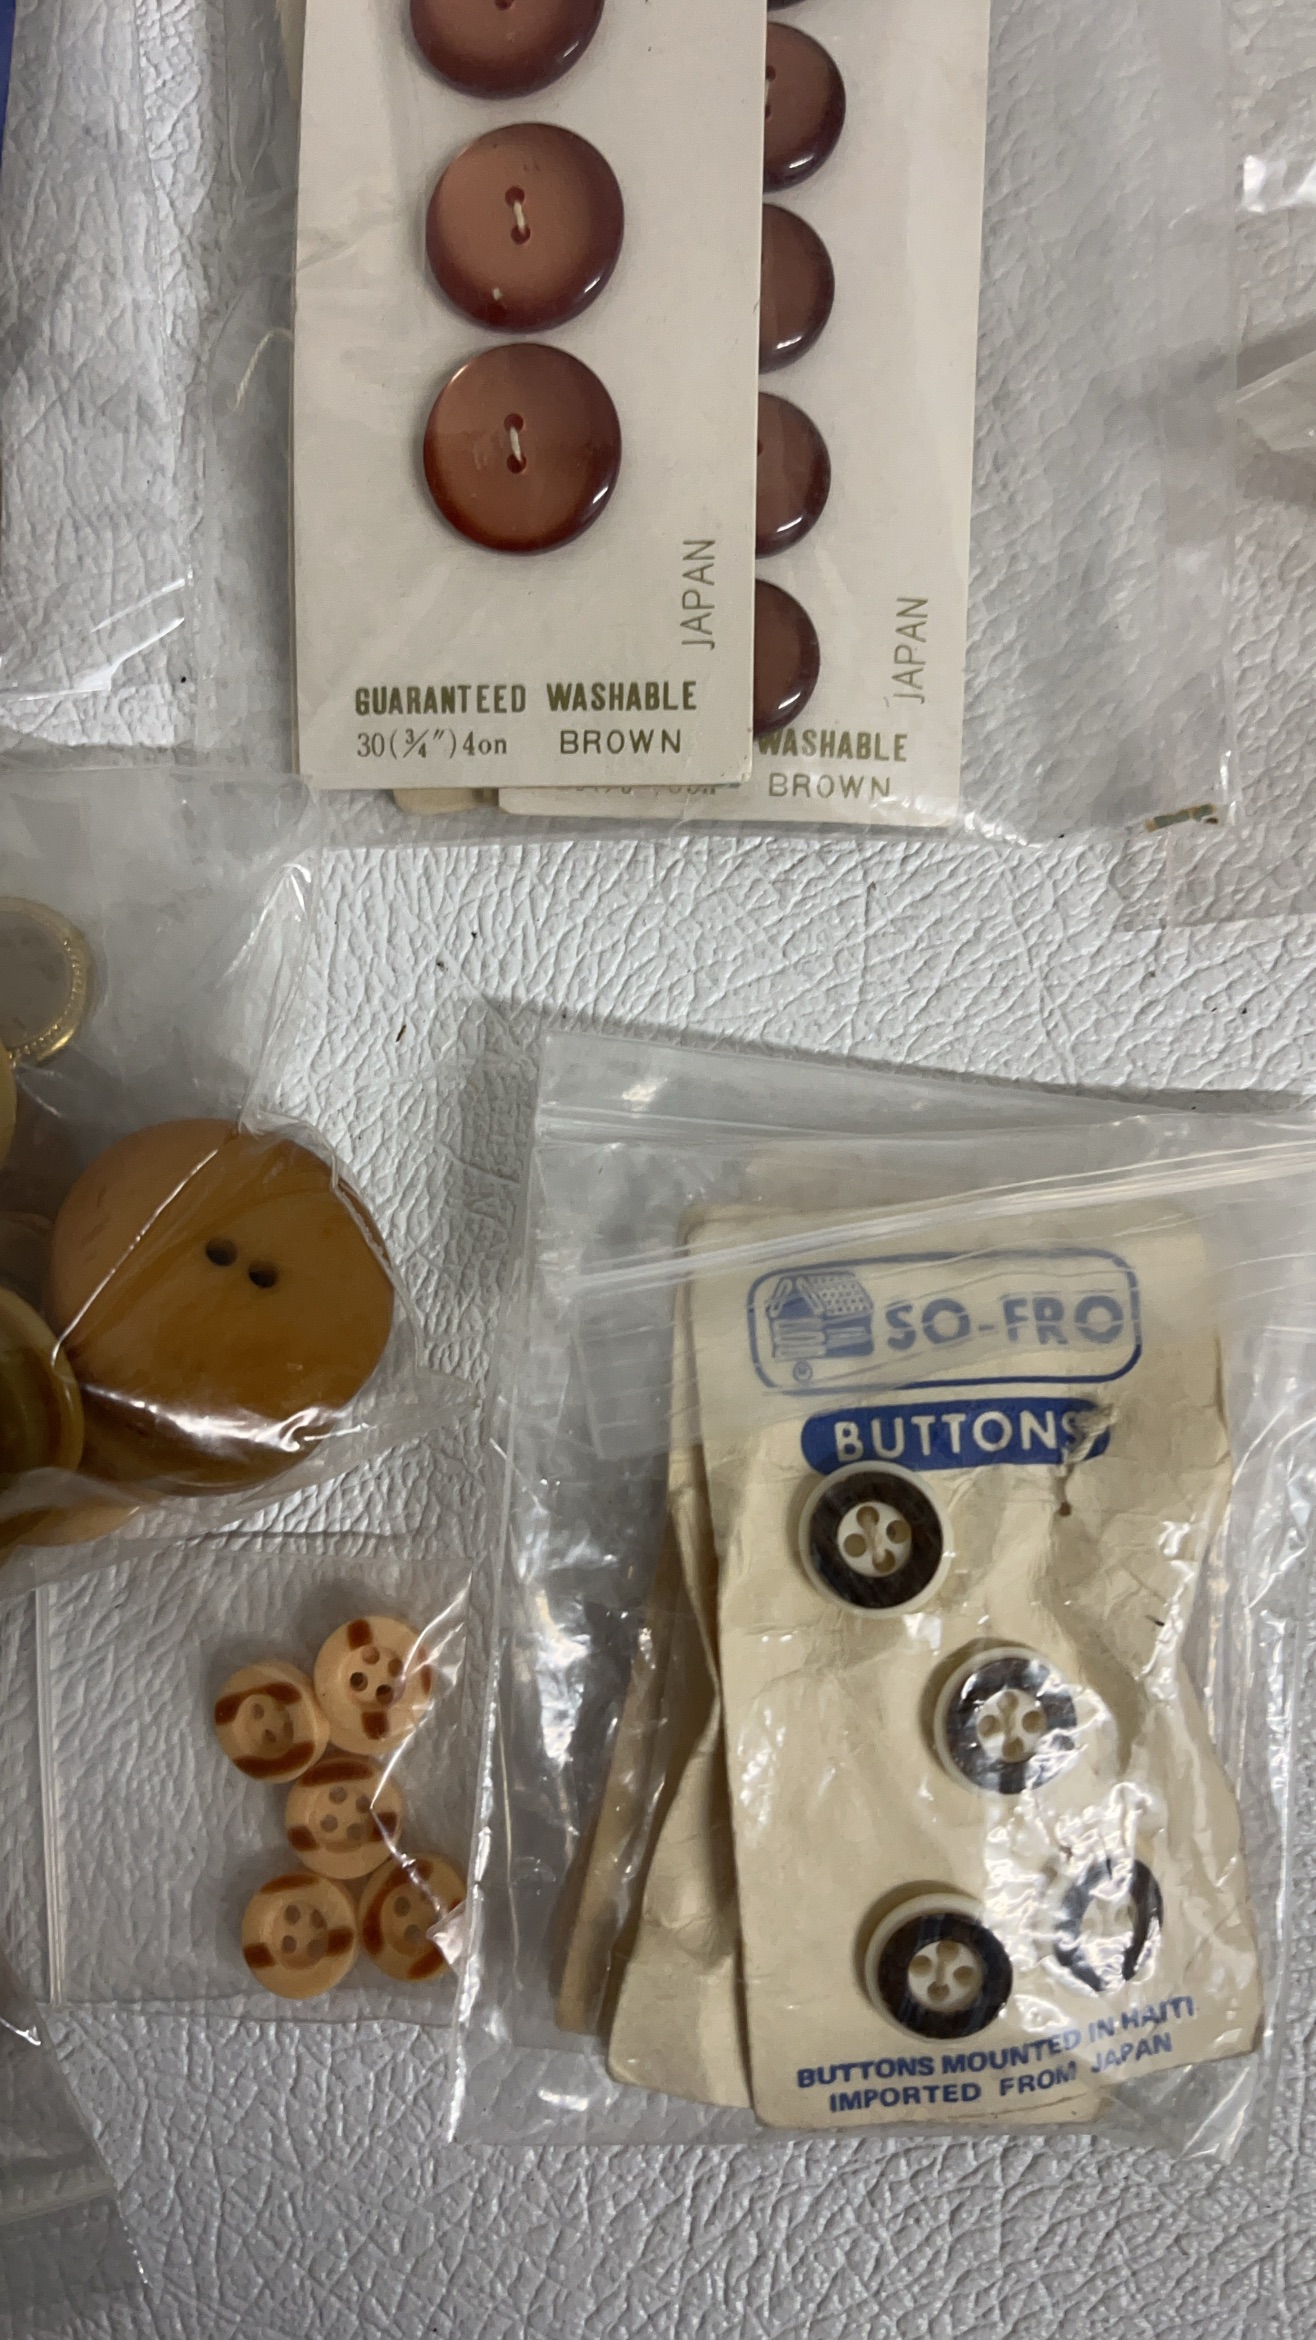 JAPAN
GUARANTEED WASHABLE
30(3/4")4on BROWN
JAPAN
WASHABLE
BROWN
SO-FRO
BUTTONS
BUTTONS MOUNTED IN HAITI
IMPORTED FROM JAPAN